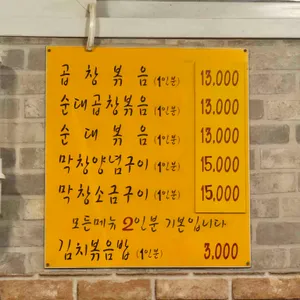 곱창볶음 (1인분) 13,000
순대곱창볶음 (1인분) 13,000
순대볶음 (1인분) 13,000
막창양념구이 (1인분) 15,000
막창소금구이 (1인분) 15,000
모든메뉴 2인분 기본입니다
김치볶음밥 (1인분) 3,000